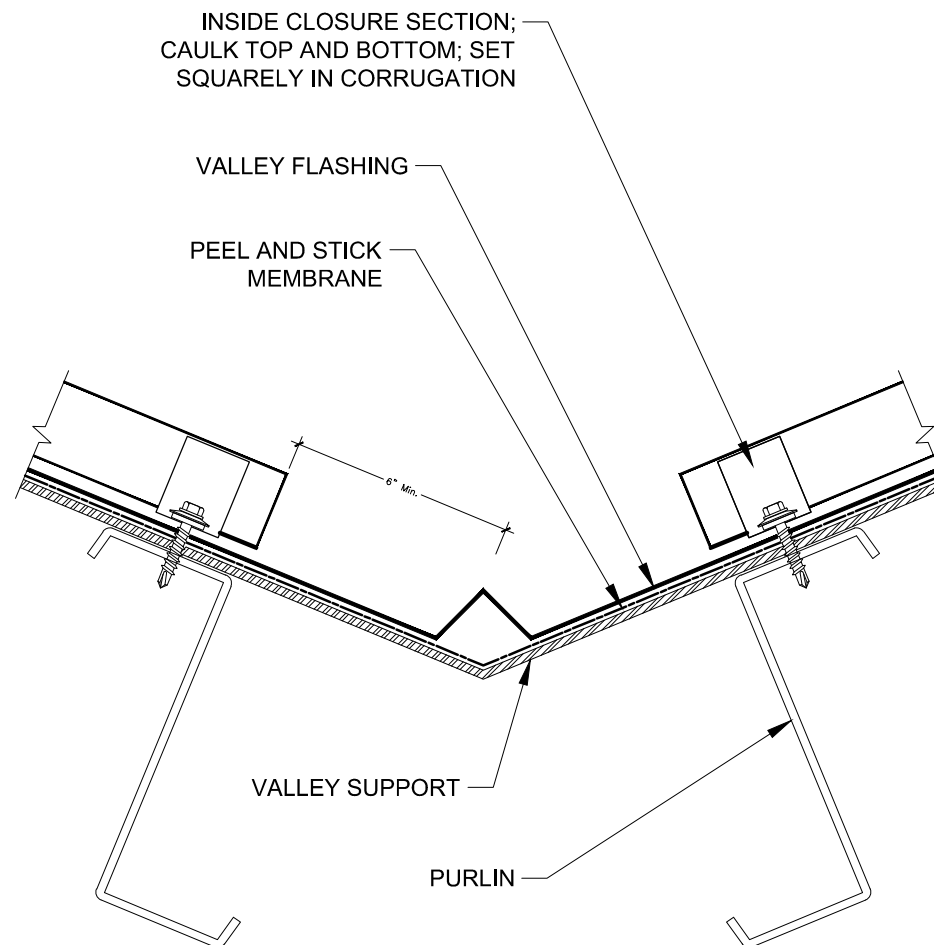 INSIDE CLOSURE SECTION;
CAULK TOP AND BOTTOM; SET
SQUARELY IN CORRUGATION
VALLEY FLASHING
PEEL AND STICK
MEMBRANE
6" Min.
VALLEY SUPPORT
PURLIN